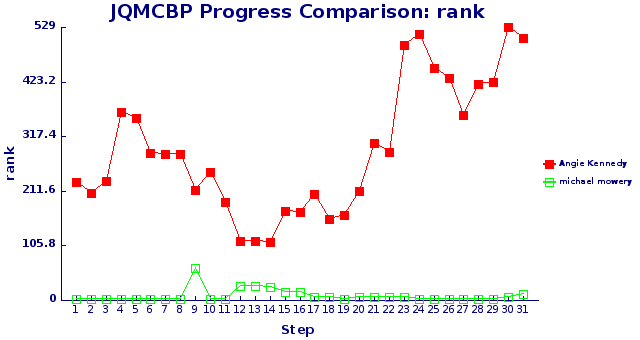 JQMCBP Progress Comparison: rank
529
423.2
317.4
211.6
105.8
0
rank
1 2 3 4 5 6 7 8 9 10 11 12 13 14 15 16 17 18 19 20 21 22 23 24 25 26 27 28 29 30 31
Step
Angie Kennedy
michael mowery